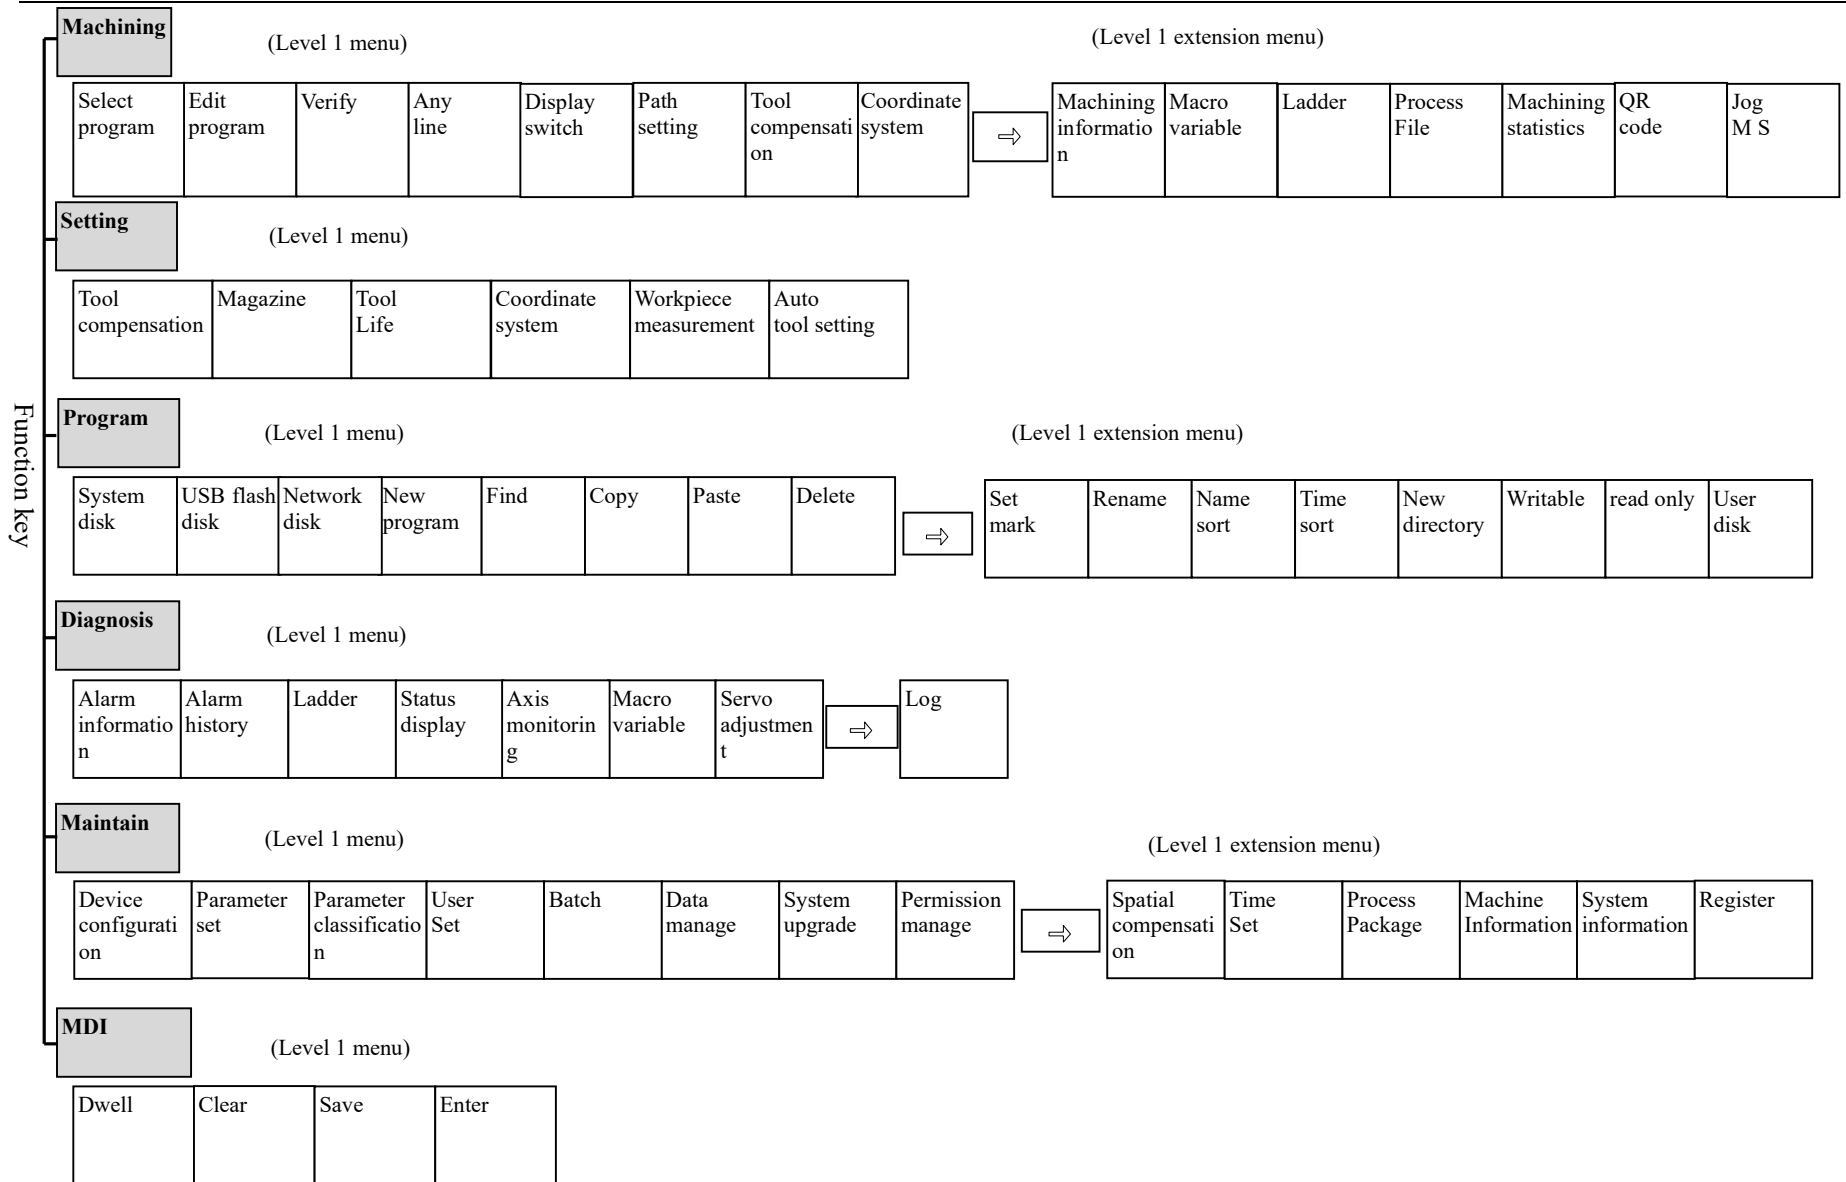 Function key
Machining
(Level 1 menu)
(Level 1 extension menu)
Select
program
Edit
program
Verify
Any
line
Display
switch
Path
setting
Tool
compensati
on
Coordinate
system
⇨
Machining
informatio
n
Macro
variable
Ladder
Process
File
Machining
statistics
QR
code
Jog
M S
Setting
(Level 1 menu)
Tool
compensation
Magazine
Tool
Life
Coordinate
system
Workpiece
measurement
Auto
tool setting
Program
(Level 1 menu)
(Level 1 extension menu)
System
disk
USB flash
disk
Network
disk
New
program
Find
Copy
Paste
Delete
⇨
Set
mark
Rename
Name
sort
Time
sort
New
directory
Writable
read only
User
disk
Diagnosis
(Level 1 menu)
Alarm
informatio
n
Alarm
history
Ladder
Status
display
Axis
monitorin
g
Macro
variable
Servo
adjustmen
t
⇨
Log
Maintain
(Level 1 menu)
(Level 1 extension menu)
Device
configurati
on
Parameter
set
Parameter
classificatio
n
User
Set
Batch
Data
manage
System
upgrade
Permission
manage
⇨
Spatial
compensati
on
Time
Set
Process
Package
Machine
Information
System
information
Register
MDI
(Level 1 menu)
Dwell
Clear
Save
Enter